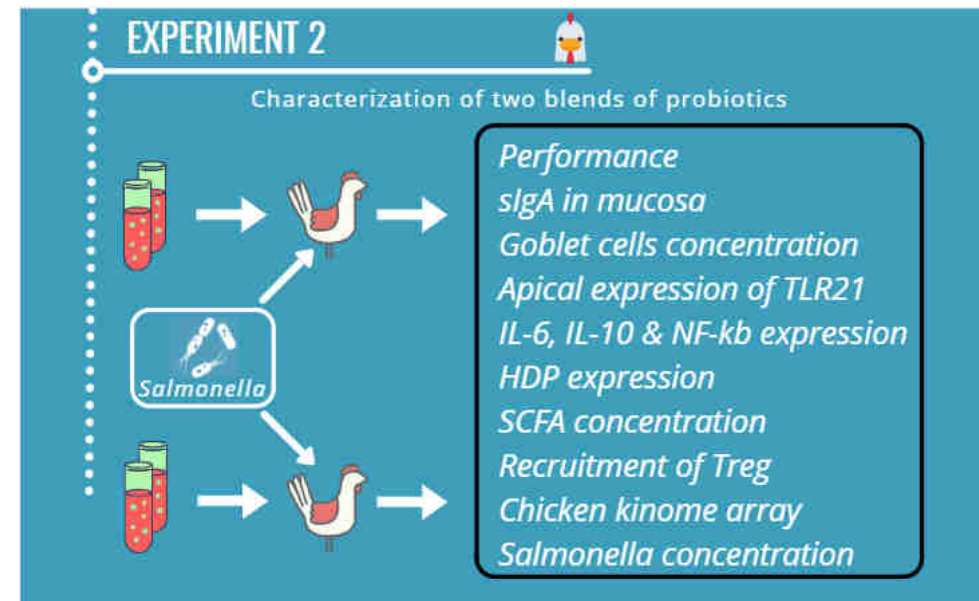 EXPERIMENT 2
Characterization of two blends of probiotics
Performance
sIgA in mucosa
Goblet cells concentration
Apical expression of TLR21
IL-6, IL-10 & NF-kb expression
HDP expression
SCFA concentration
Recruitment of Treg
Chicken kinome array
Salmonella concentration
Salmonella